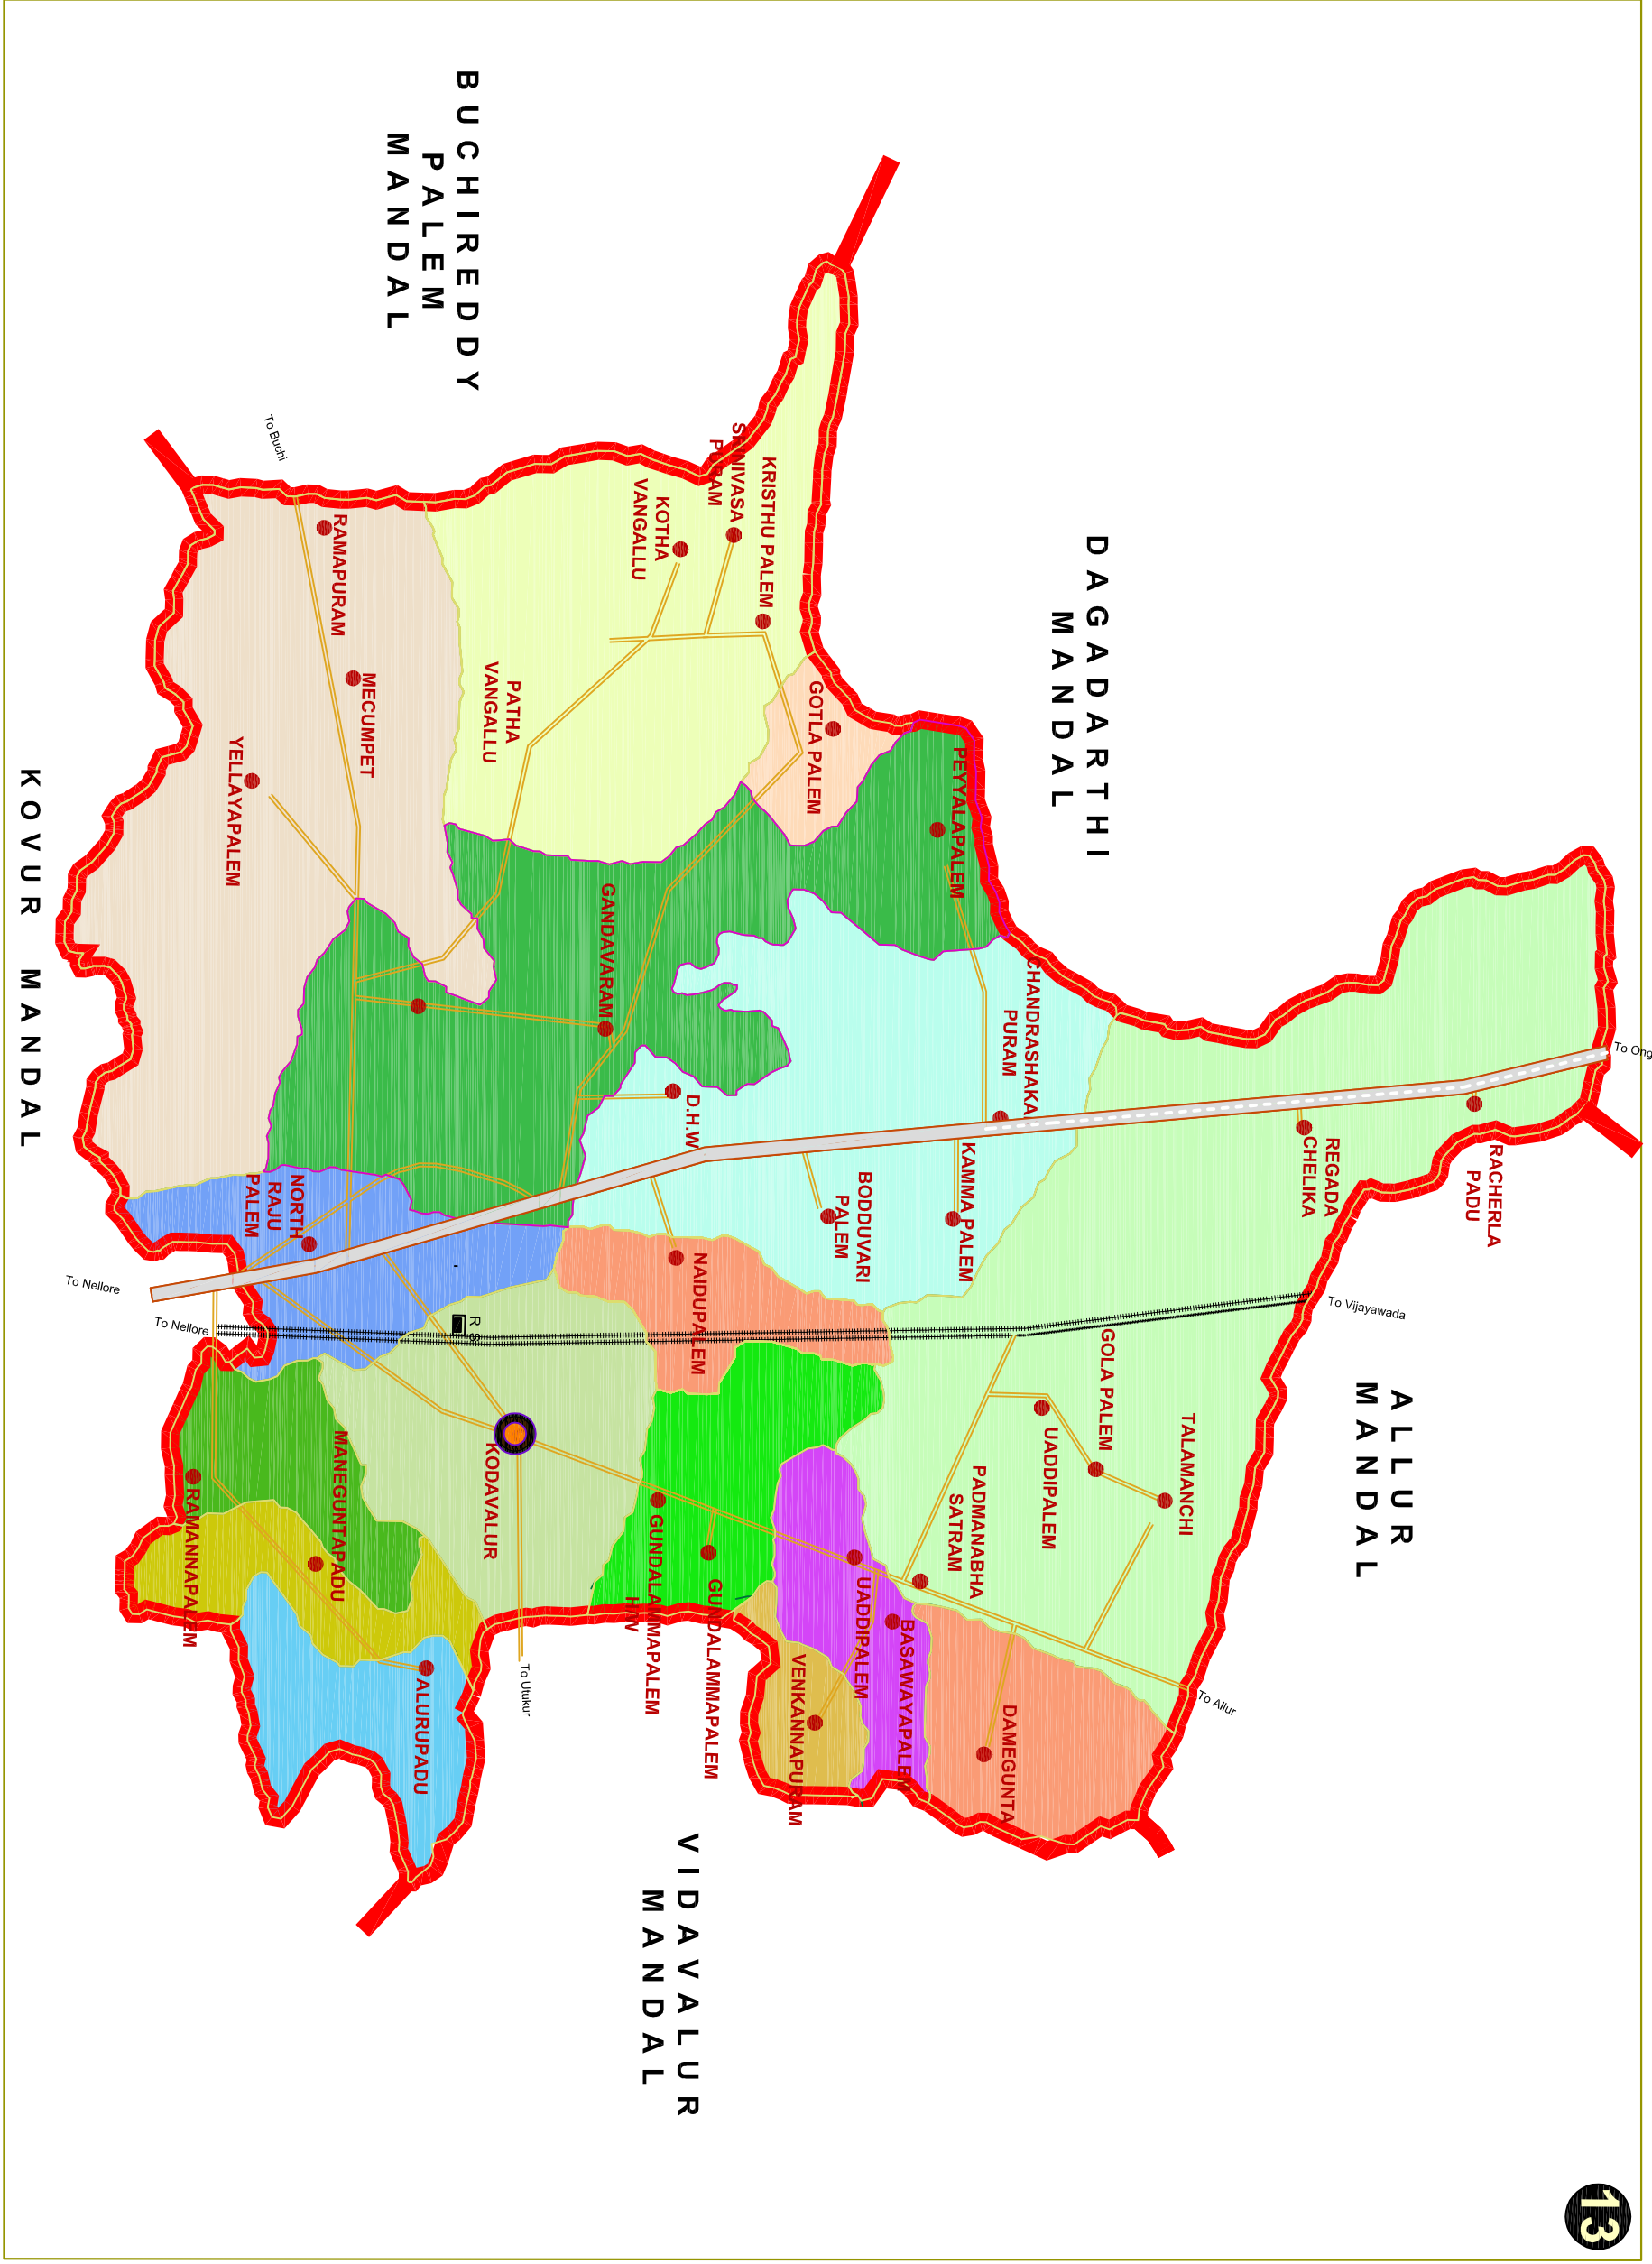 DAGADARTHI
MANDAL
BUCHIREDDY
PALEM
MANDAL
ALLUR
MANDAL
KOVUR MANDAL
VIDAVALUR
MANDAL
To Buchi
SRINIVASA
PURAM
KRISTHU PALEM
KOTHA
VANGALLU
PATHA
VANGALLU
RAMAPURAM
MECUMPET
YELLAYAPALEM
GOTLA PALEM
PEYYALAPALEM
GANDAVARAM
CHANDRASHAKA
PURAM
D.H.W
KAMMA PALEM
BODDUVARI
PALEM
REGADA
CHELIKA
RACHERLA
PADU
To Ong
NORTH
RAJU
PALEM
NAIDUPALEM
To Nellore
To Nellore
To Vijayawada
R S
GOLA PALEM
UADDIPALEM
TALAMANCHI
PADMANABHA
SATRAM
KODAVALUR
MANEGUNTAPADU
RAMANNAPALEM
GUNDALAMMAPALEM
H/W
GUNDALAMMAPALEM
UADDIPALEM
BASAWAYAPALEM
VENKANNAPURAM
DAMEGUNTA
ALURUPADU
To Utukur
To Allur
13